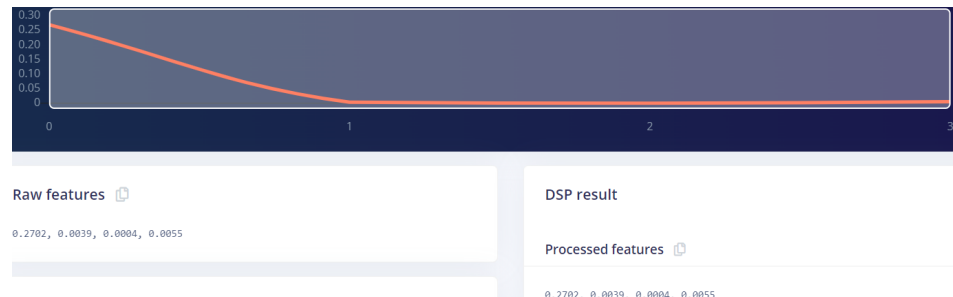 0.30
0.25
0.20
0.15
0.10
0.05
0
0 1 2 3
Raw features
0.2702, 0.0039, 0.0004, 0.0055
DSP result
Processed features
0.2702, 0.0039, 0.0004, 0.0055